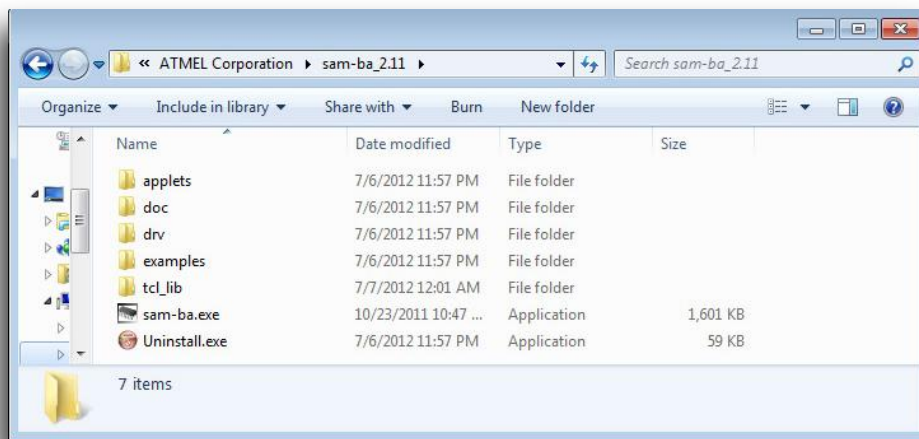 « ATMEL Corporation ▸ sam-ba_2.11 ▸ Search sam-ba_2.11
Organize Include in library Share with Burn New folder
Name Date modified Type Size
applets 7/6/2012 11:57 PM File folder
doc 7/6/2012 11:57 PM File folder
drv 7/6/2012 11:57 PM File folder
examples 7/6/2012 11:57 PM File folder
tcl_lib 7/7/2012 12:01 AM File folder
sam-ba.exe 10/23/2011 10:47 ... Application 1,601 KB
Uninstall.exe 7/6/2012 11:57 PM Application 59 KB
7 items